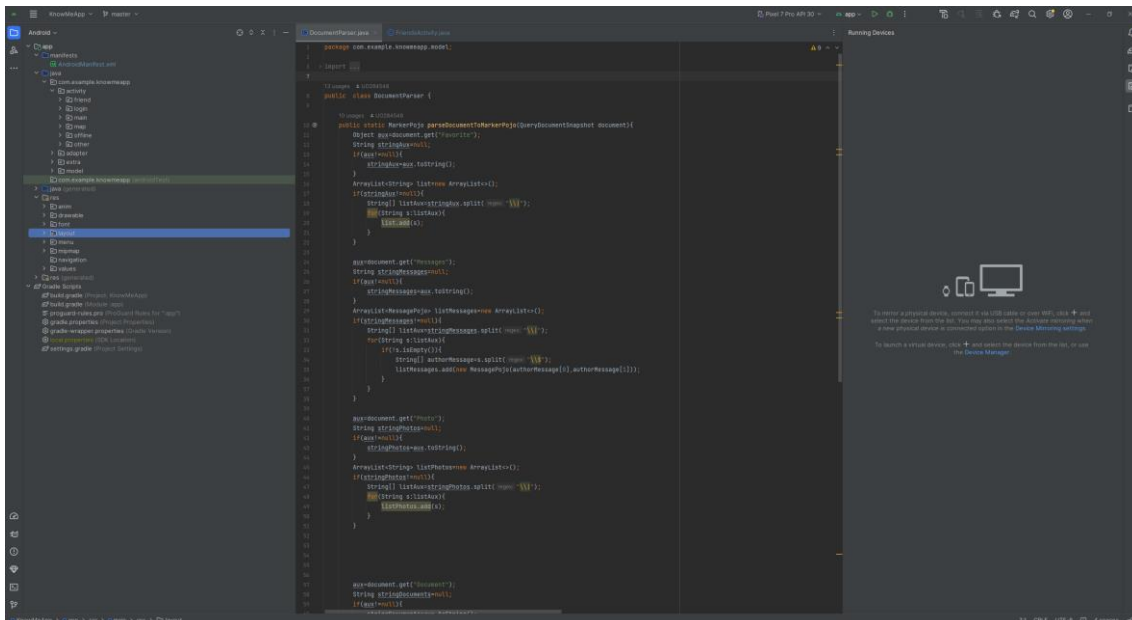 KnowMeApp
master
Pixel 7 Pro API 30
app
Android
app
manifests
AndroidManifest.xml
java
com.example.knowmeapp
activity
friend
login
main
map
offline
other
adapter
extra
model
com.example.knowmeapp (androidTest)
java (generated)
res
anim
drawable
font
layout
menu
mipmap
navigation
values
res (generated)
Gradle Scripts
build.gradle (Project: KnowMeApp)
build.gradle (Module :app)
proguard-rules.pro (ProGuard Rules for ":app")
gradle.properties (Project Properties)
gradle-wrapper.properties (Gradle Version)
local.properties (SDK Location)
settings.gradle (Project Settings)
DocumentParser.java
FriendsActivity.java
package com.example.knowmeapp.model;
import ...
public class DocumentParser {
public static MarkerPojo parseDocumentToMarkerPojo(QueryDocumentSnapshot document){
Object aux=document.get("Favorite");
String stringAux=null;
if(aux!=null){
stringAux=aux.toString();
}
ArrayList<String> list=new ArrayList<>();
if(stringAux!=null){
String[] listAux=stringAux.split( regex: "\\|");
for(String s:listAux){
list.add(s);
}
}
aux=document.get("Messages");
String stringMessages=null;
if(aux!=null){
stringMessages=aux.toString();
}
ArrayList<MessagePojo> listMessages=new ArrayList<>();
if(stringMessages!=null){
String[] listAux=stringMessages.split( regex: "\\|");
for(String s:listAux){
if(!s.isEmpty()){
String[] authorMessage=s.split( regex: "\\$");
listMessages.add(new MessagePojo(authorMessage[0],authorMessage[1]));
}
}
}
aux=document.get("Photo");
String stringPhotos=null;
if(aux!=null){
stringPhotos=aux.toString();
}
ArrayList<String> listPhotos=new ArrayList<>();
if(stringPhotos!=null){
String[] listAux=stringPhotos.split( regex: "\\|");
for(String s:listAux){
listPhotos.add(s);
}
}
aux=document.get("Document");
String stringDocuments=null;
if(aux!=null){
Running Devices
To mirror a physical device, connect it via USB cable or over WiFi, click + and
select the device from the list. You may also select the Activate mirroring when
a new physical device is connected option in the Device Mirroring settings.
To launch a virtual device, click + and select the device from the list, or use
the Device Manager.